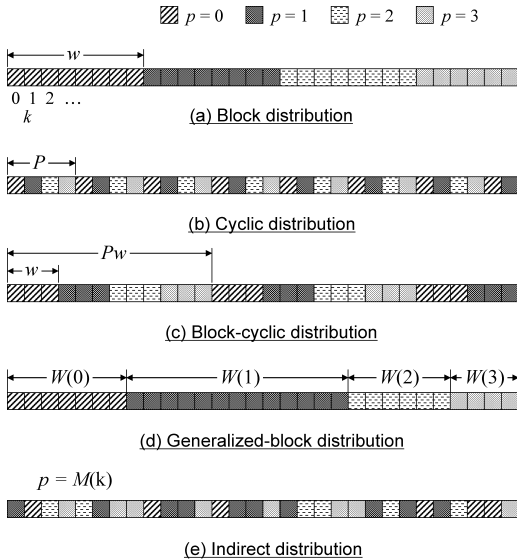 p = 0 p = 1 p = 2 p = 3
w
0 1 2 ...
k
(a) Block distribution
P
(b) Cyclic distribution
Pw
w
(c) Block-cyclic distribution
W(0) W(1) W(2) W(3)
(d) Generalized-block distribution
p = M(k)
(e) Indirect distribution